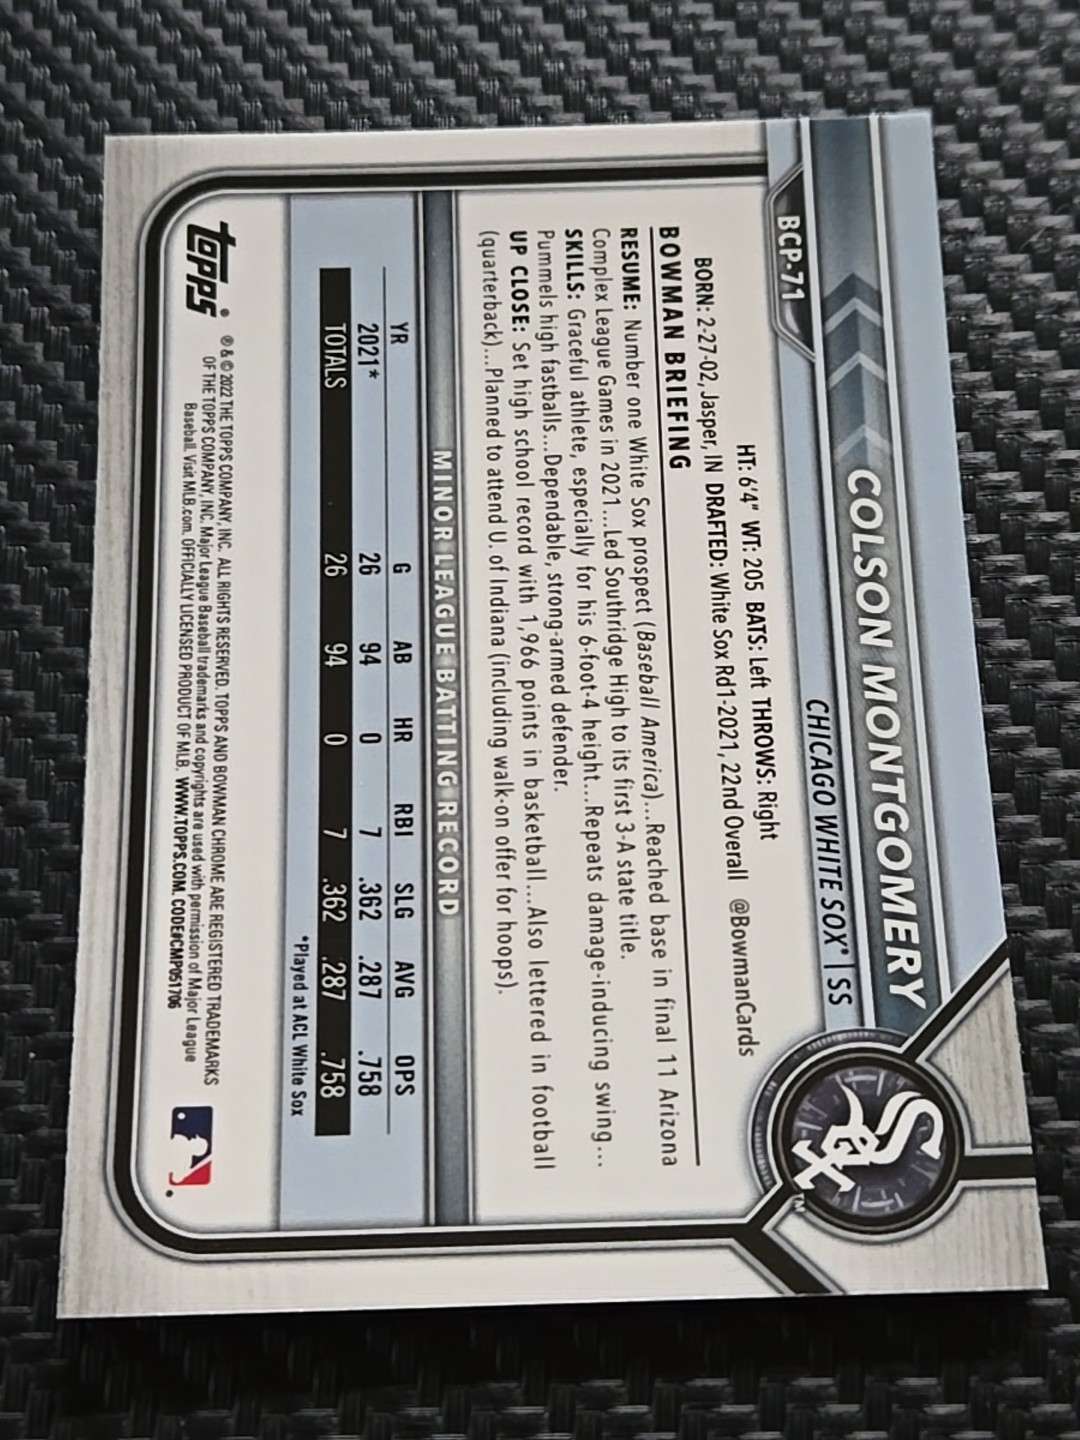 BCP-71
COLSON MONTGOMERY
CHICAGO WHITE SOX® | SS
HT: 6'4" WT: 205 BATS: Left THROWS: Right
BORN: 2-27-02, Jasper, IN DRAFTED: White Sox Rd1-2021, 22nd Overall @BowmanCards
BOWMAN BRIEFING
RESUME: Number one White Sox prospect (Baseball America)...Reached base in final 11 Arizona
Complex League Games in 2021...Led Southridge High to its first 3-A state title.
SKILLS: Graceful athlete, especially for his 6-foot-4 height...Repeats damage-inducing swing...
Pummels high fastballs...Dependable, strong-armed defender.
UP CLOSE: Set high school record with 1,966 points in basketball...Also lettered in football
(quarterback)...Planned to attend U. of Indiana (including walk-on offer for hoops).
MINOR LEAGUE BATTING RECORD
YR G AB HR RBI SLG AVG OPS
2021* 26 94 0 7 .362 .287 .758
TOTALS 26 94 0 7 .362 .287 .758
*Played at ACL White Sox
topps®
® & © 2022 THE TOPPS COMPANY, INC. ALL RIGHTS RESERVED. TOPPS AND BOWMAN CHROME ARE REGISTERED TRADEMARKS
OF THE TOPPS COMPANY, INC. Major League Baseball trademarks and copyrights are used with permission of Major League
Baseball. Visit MLB.com. OFFICIALLY LICENSED PRODUCT OF MLB. WWW.TOPPS.COM. CODE#CMP051706
SOX™